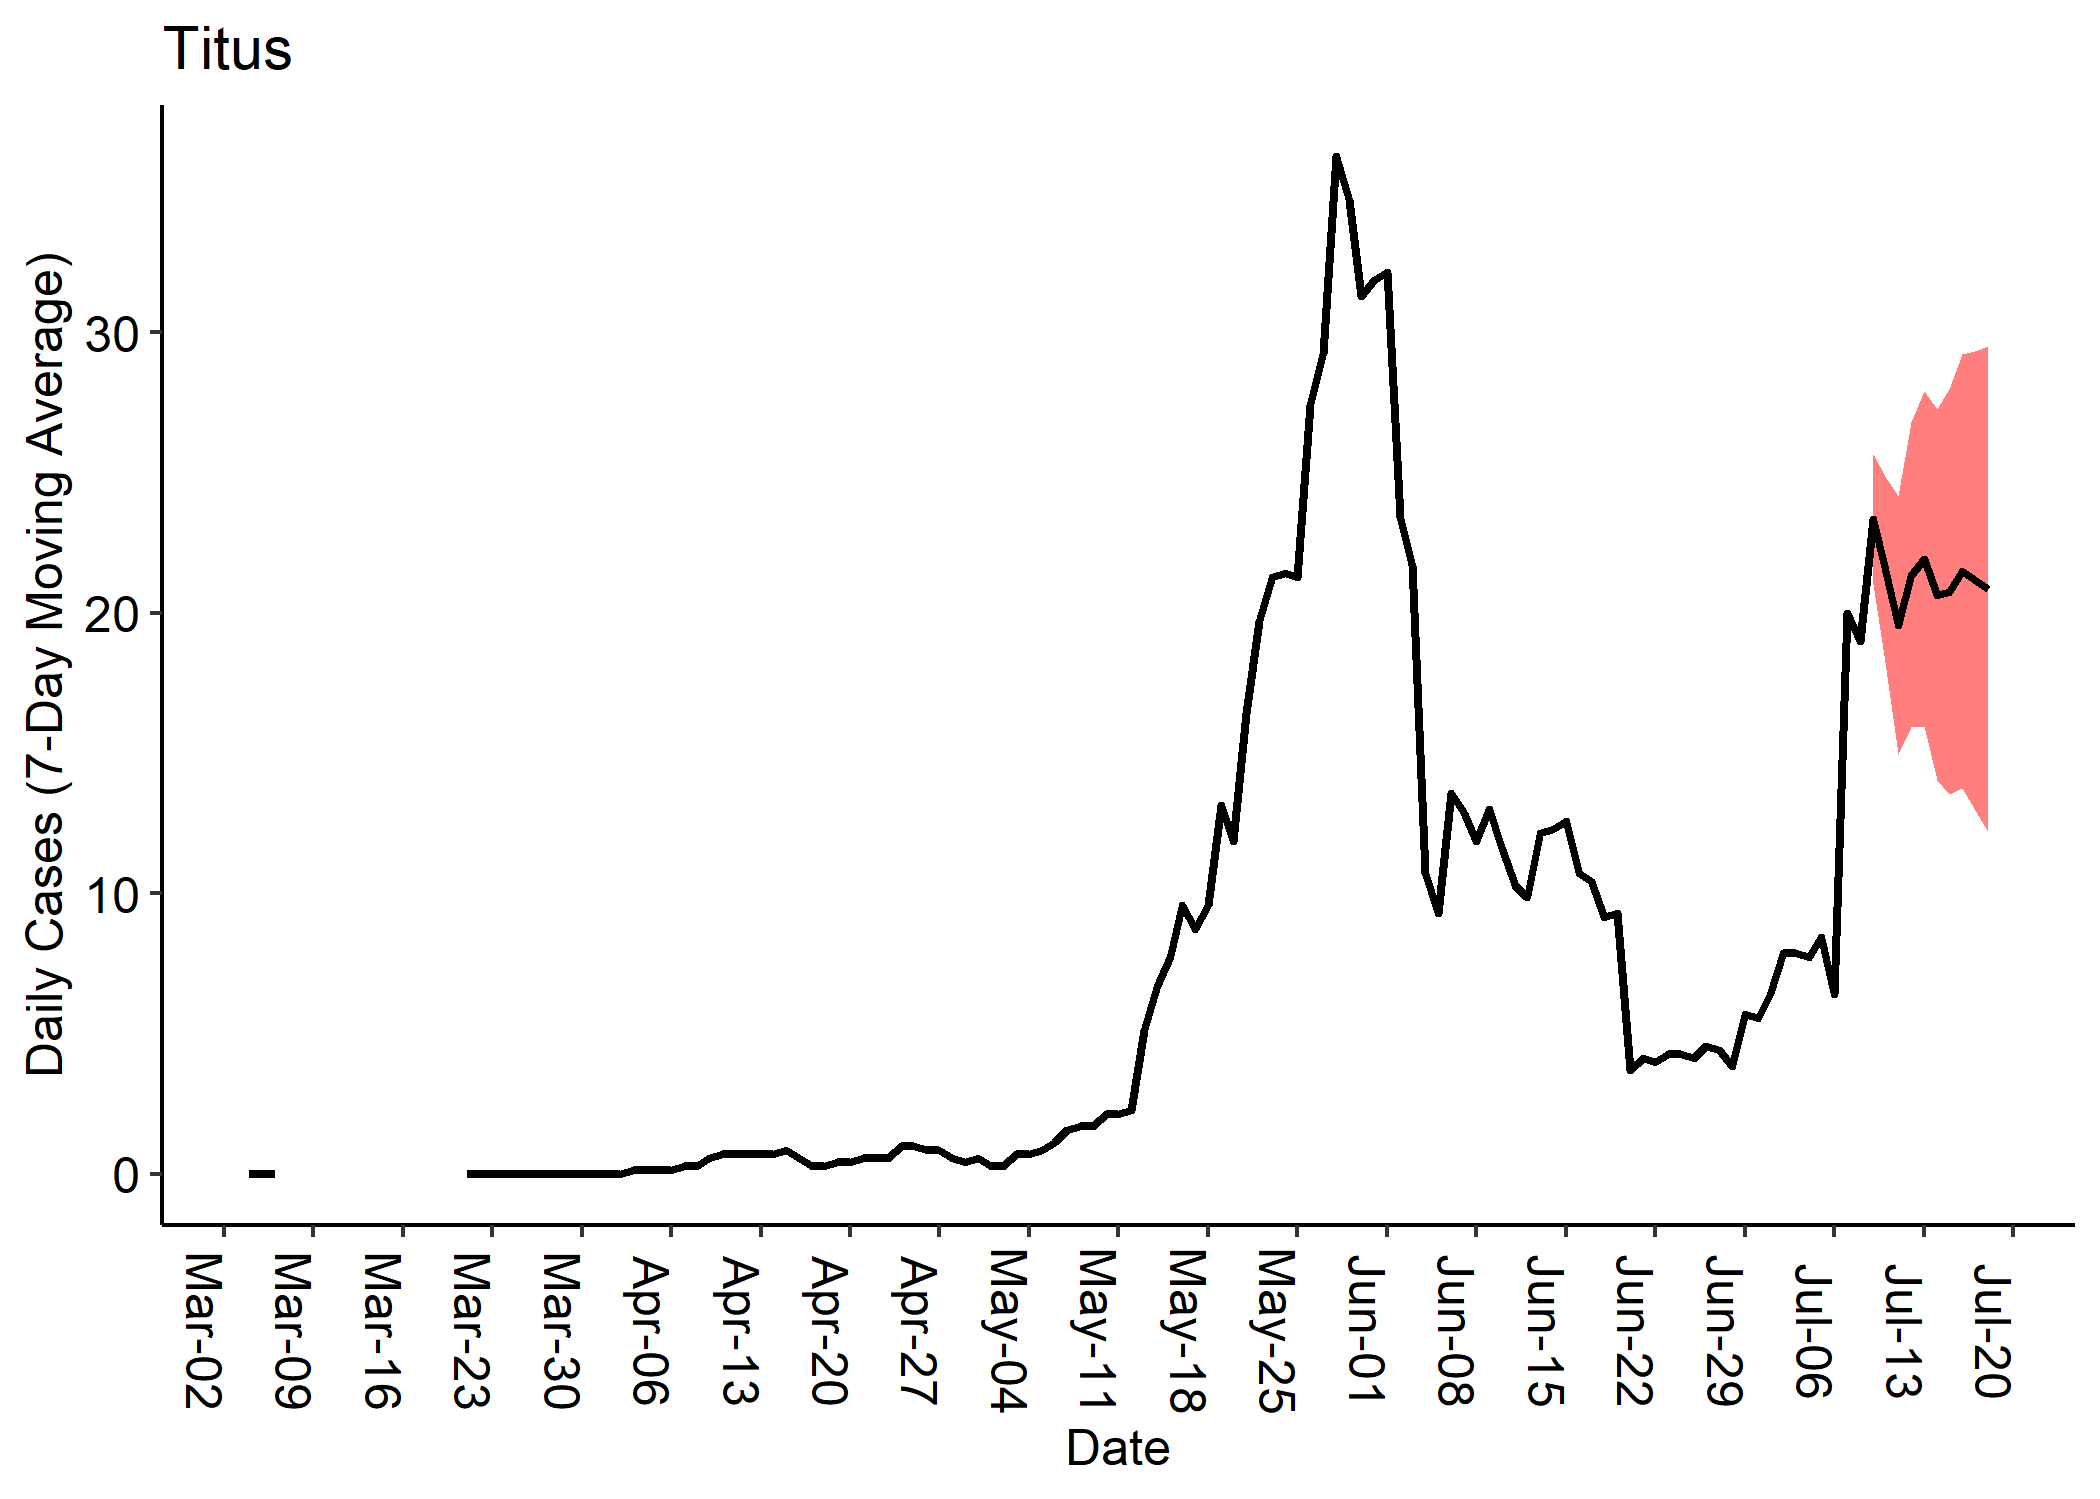 Titus
Daily Cases (7-Day Moving Average)
30
20
10
0
Mar-02
Mar-09
Mar-16
Mar-23
Mar-30
Apr-06
Apr-13
Apr-20
Apr-27
May-04
May-11
May-18
May-25
Jun-01
Jun-08
Jun-15
Jun-22
Jun-29
Jul-06
Jul-13
Jul-20
Date